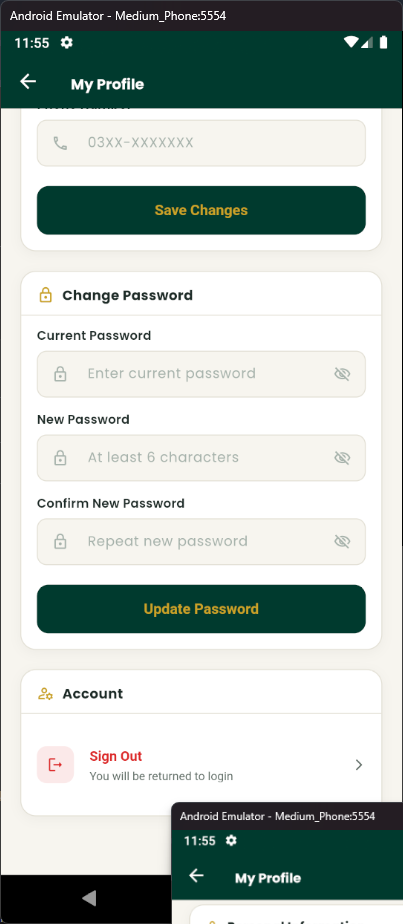 Android Emulator - Medium_Phone:5554
11:55
My Profile
03XX-XXXXXXX
Save Changes
Change Password
Current Password
Enter current password
New Password
At least 6 characters
Confirm New Password
Repeat new password
Update Password
Account
Sign Out
You will be returned to login
Android Emulator - Medium_Phone:5554
11:55
My Profile